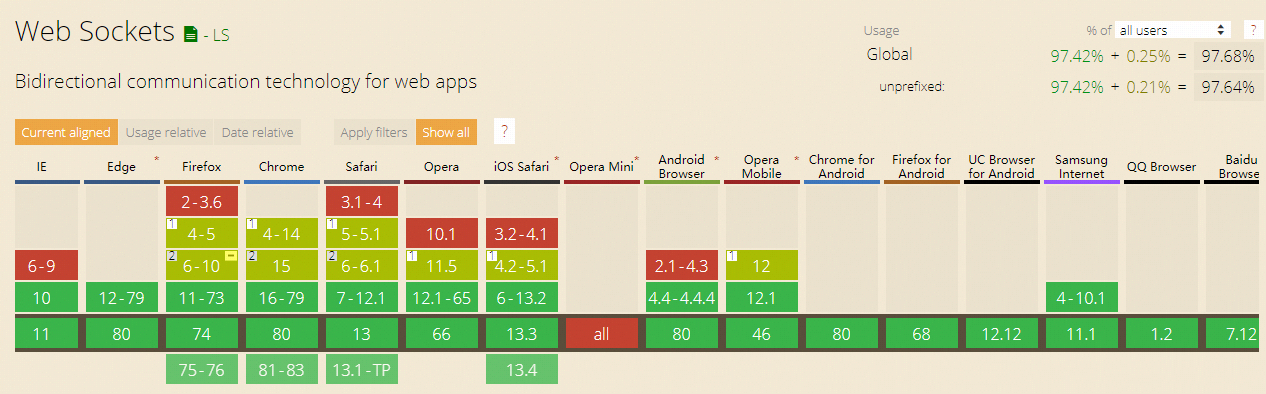 Web Sockets - LS
Usage % of all users ?
Global 97.42% + 0.25% = 97.68%
Bidirectional communication technology for web apps
unprefixed: 97.42% + 0.21% = 97.64%
Current aligned Usage relative Date relative Apply filters Show all ?
IE Edge * Firefox Chrome Safari Opera iOS Safari * Opera Mini * Android Browser * Opera Mobile * Chrome for Android Firefox for Android UC Browser for Android Samsung Internet QQ Browser Baidu Browse
2-3.6 3.1-4
1 4-5 1 4-14 1 5-5.1 10.1 3.2-4.1
6-9 2 6-10 2 15 2 6-6.1 1 11.5 1 4.2-5.1 2.1-4.3 1 12
10 12-79 11-73 16-79 7-12.1 12.1-65 6-13.2 4.4-4.4.4 12.1 4-10.1
11 80 74 80 13 66 13.3 all 80 46 80 68 12.12 11.1 1.2 7.12
75-76 81-83 13.1-TP 13.4